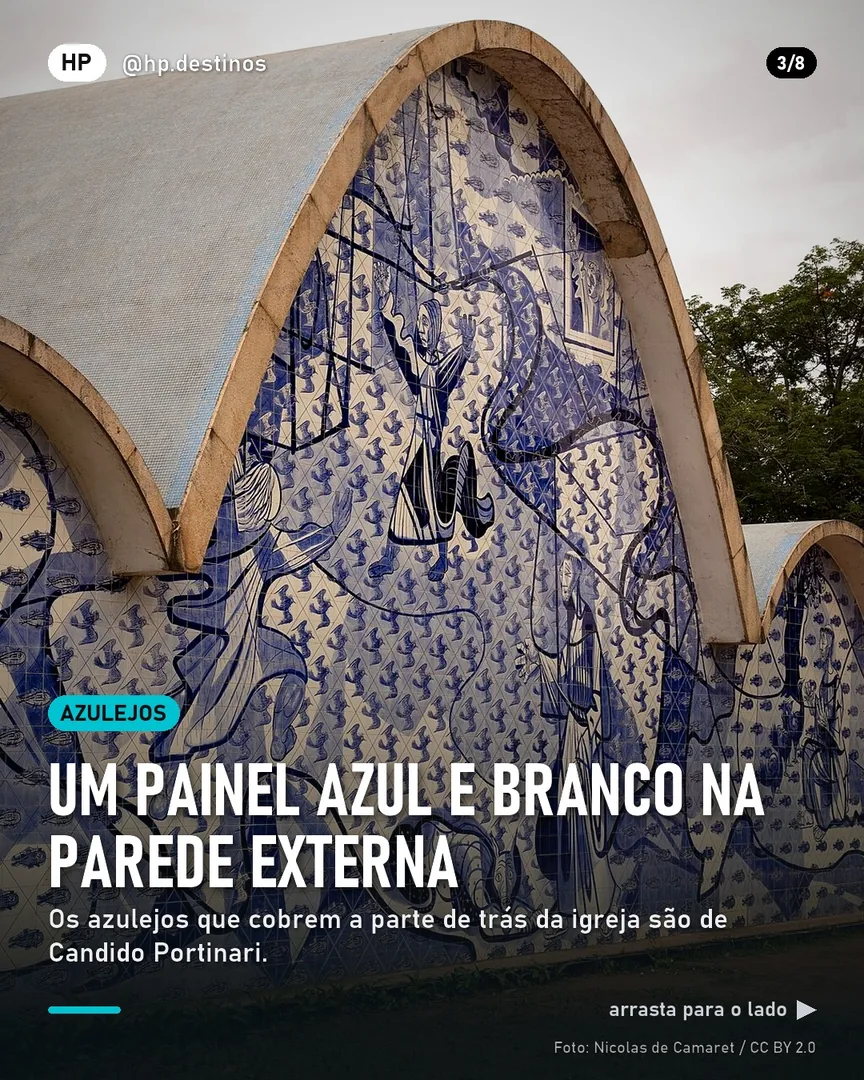 HP @hp.destinos 3/8
AZULEJOS
UM PAINEL AZUL E BRANCO NA
PAREDE EXTERNA
Os azulejos que cobrem a parte de trás da igreja são de
Candido Portinari.
arrasta para o lado ▶
Foto: Nicolas de Camaret / CC BY 2.0